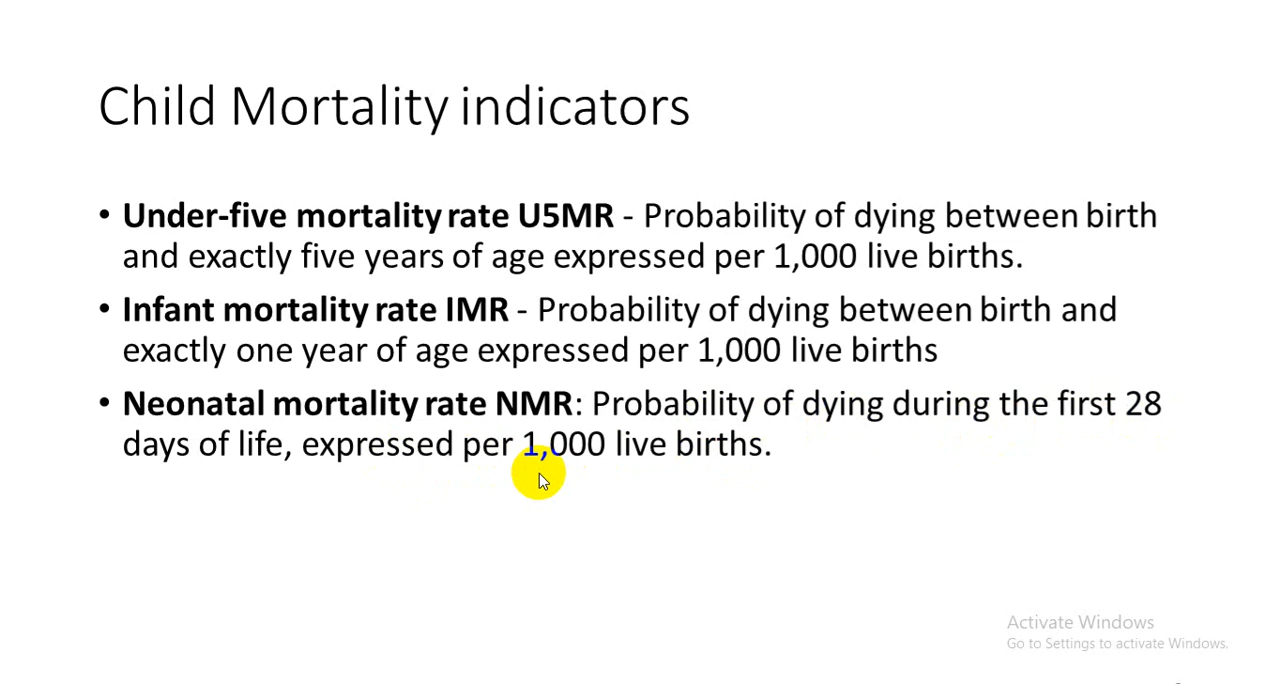 Child Mortality indicators
• Under-five mortality rate U5MR - Probability of dying between birth
and exactly five years of age expressed per 1,000 live births.
• Infant mortality rate IMR - Probability of dying between birth and
exactly one year of age expressed per 1,000 live births
• Neonatal mortality rate NMR: Probability of dying during the first 28
days of life, expressed per 1,000 live births.
Activate Windows
Go to Settings to activate Windows.